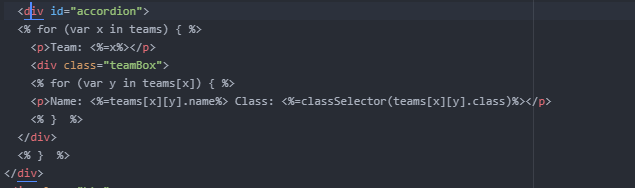 <div id="accordion">
<% for (var x in teams) { %>
<p>Team: <%=x%></p>
<div class="teamBox">
<% for (var y in teams[x]) { %>
<p>Name: <%=teams[x][y].name%> Class: <%=classSelector(teams[x][y].class)%></p>
<% }  %>
</div>
<% }  %>
</div>